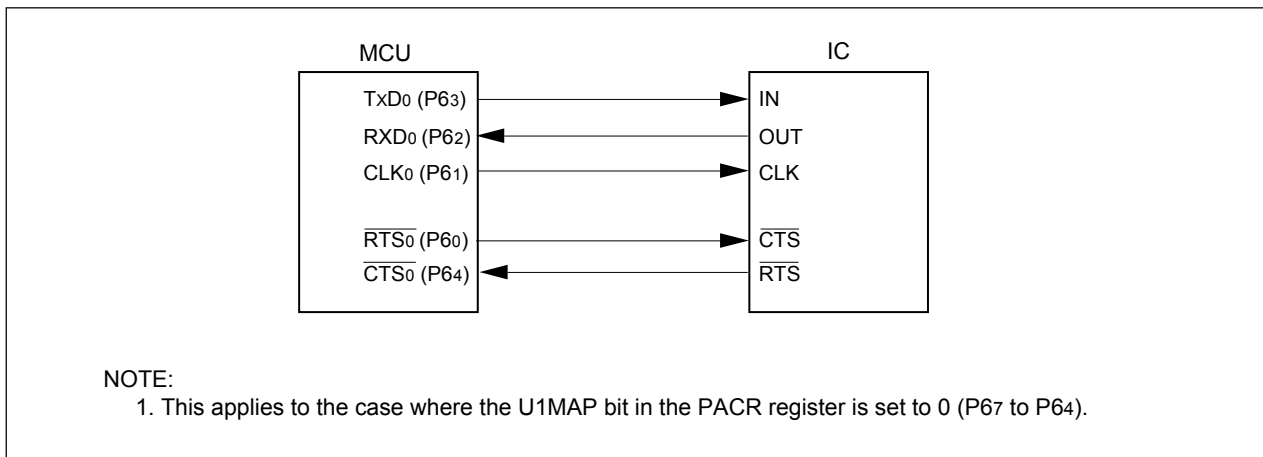 MCU
IC
TxD0 (P63)
IN
RXD0 (P62)
OUT
CLK0 (P61)
CLK
RTS0 (P60)
CTS
CTS0 (P64)
RTS
NOTE:
1. This applies to the case where the U1MAP bit in the PACR register is set to 0 (P67 to P64).